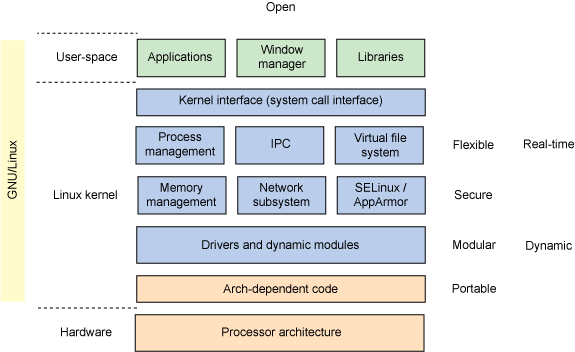 Open
User-space
Applications
Window
manager
Libraries
GNU/Linux
Linux kernel
Kernel interface (system call interface)
Process
management
IPC
Virtual file
system
Flexible
Real-time
Memory
management
Network
subsystem
SELinux /
AppArmor
Secure
Drivers and dynamic modules
Modular
Dynamic
Arch-dependent code
Portable
Hardware
Processor architecture